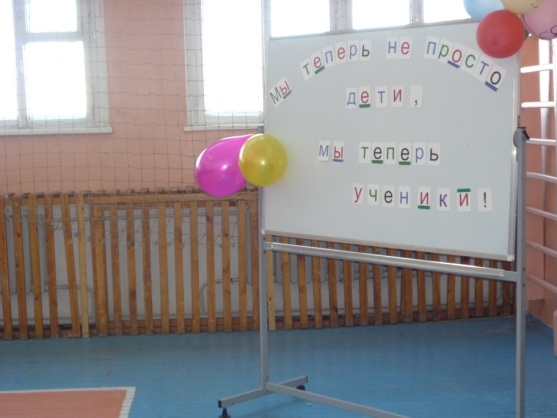 Мы теперь не просто
дети,
мы теперь
ученики!